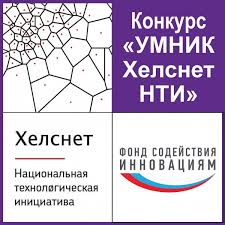 Конкурс
«УМНИК
Хелснет
НТИ»
Хелснет
Национальная
технологическая
инициатива
ФОНД СОДЕЙСТВИЯ
ИННОВАЦИЯМ